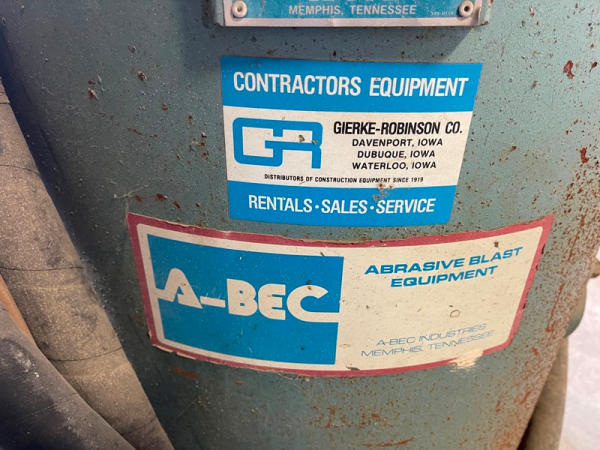 MEMPHIS, TENNESSEE
CONTRACTORS EQUIPMENT
GR
GIERKE-ROBINSON CO.
DAVENPORT, IOWA
DUBUQUE, IOWA
WATERLOO, IOWA
DISTRIBUTORS OF CONSTRUCTION EQUIPMENT SINCE 1919
RENTALS·SALES·SERVICE
A-BEC
ABRASIVE BLAST
EQUIPMENT
A-BEC INDUSTRIES
MEMPHIS, TENNESSEE